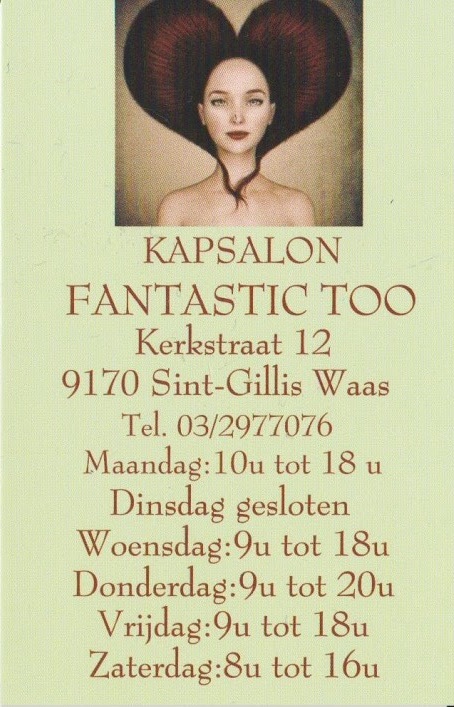 KAPSALON
FANTASTIC TOO
Kerkstraat 12
9170 Sint-Gillis Waas
Tel. 03/2977076
Maandag:10u tot 18 u
Dinsdag gesloten
Woensdag:9u tot 18u
Donderdag:9u tot 20u
Vrijdag:9u tot 18u
Zaterdag:8u tot 16u